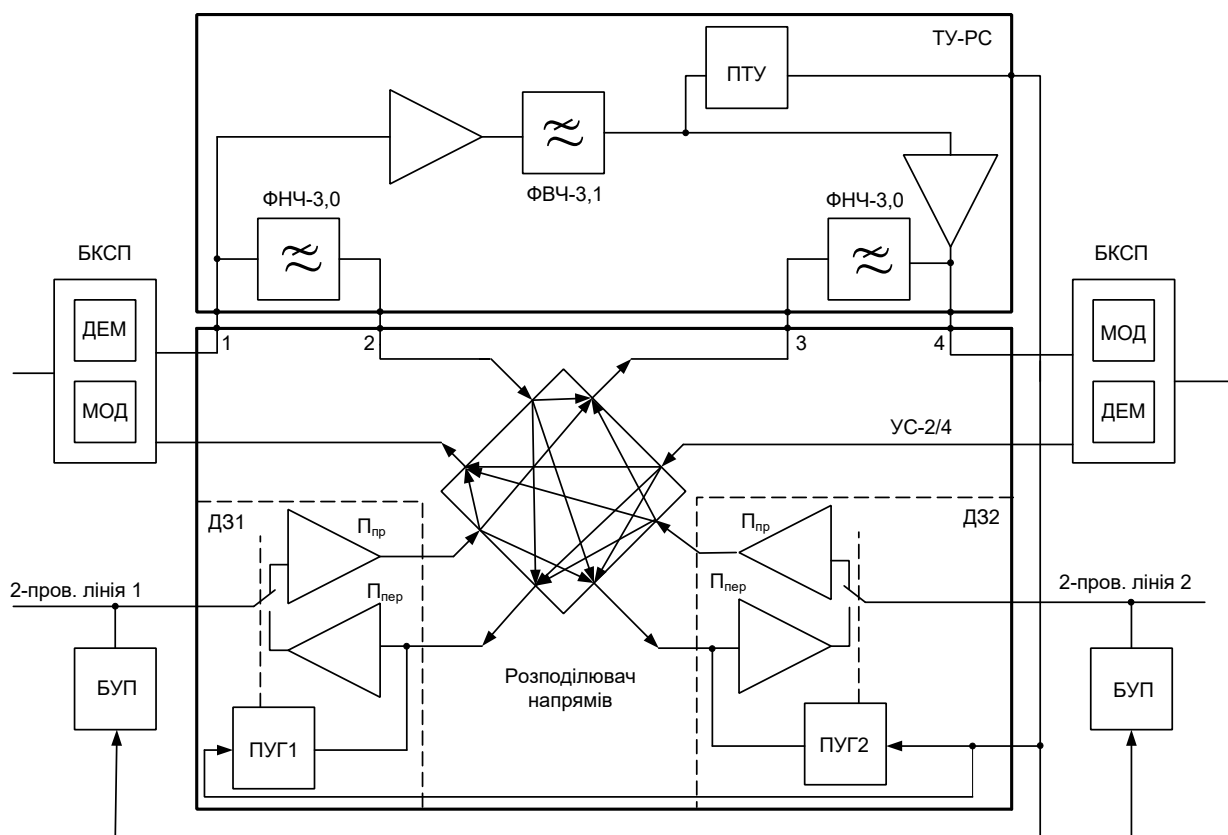 ТУ-РС
ПТУ
ФВЧ-3,1
ФНЧ-3,0
ФНЧ-3,0
БКСП
БКСП
ДЕМ
МОД
МОД
ДЕМ
1
2
3
4
УС-2/4
ДЗ1
Ппр
Ппр
ДЗ2
2-пров. лінія 1
Ппер
Ппер
2-пров. лінія 2
Розподілювач
напрямів
БУП
БУП
ПУГ1
ПУГ2